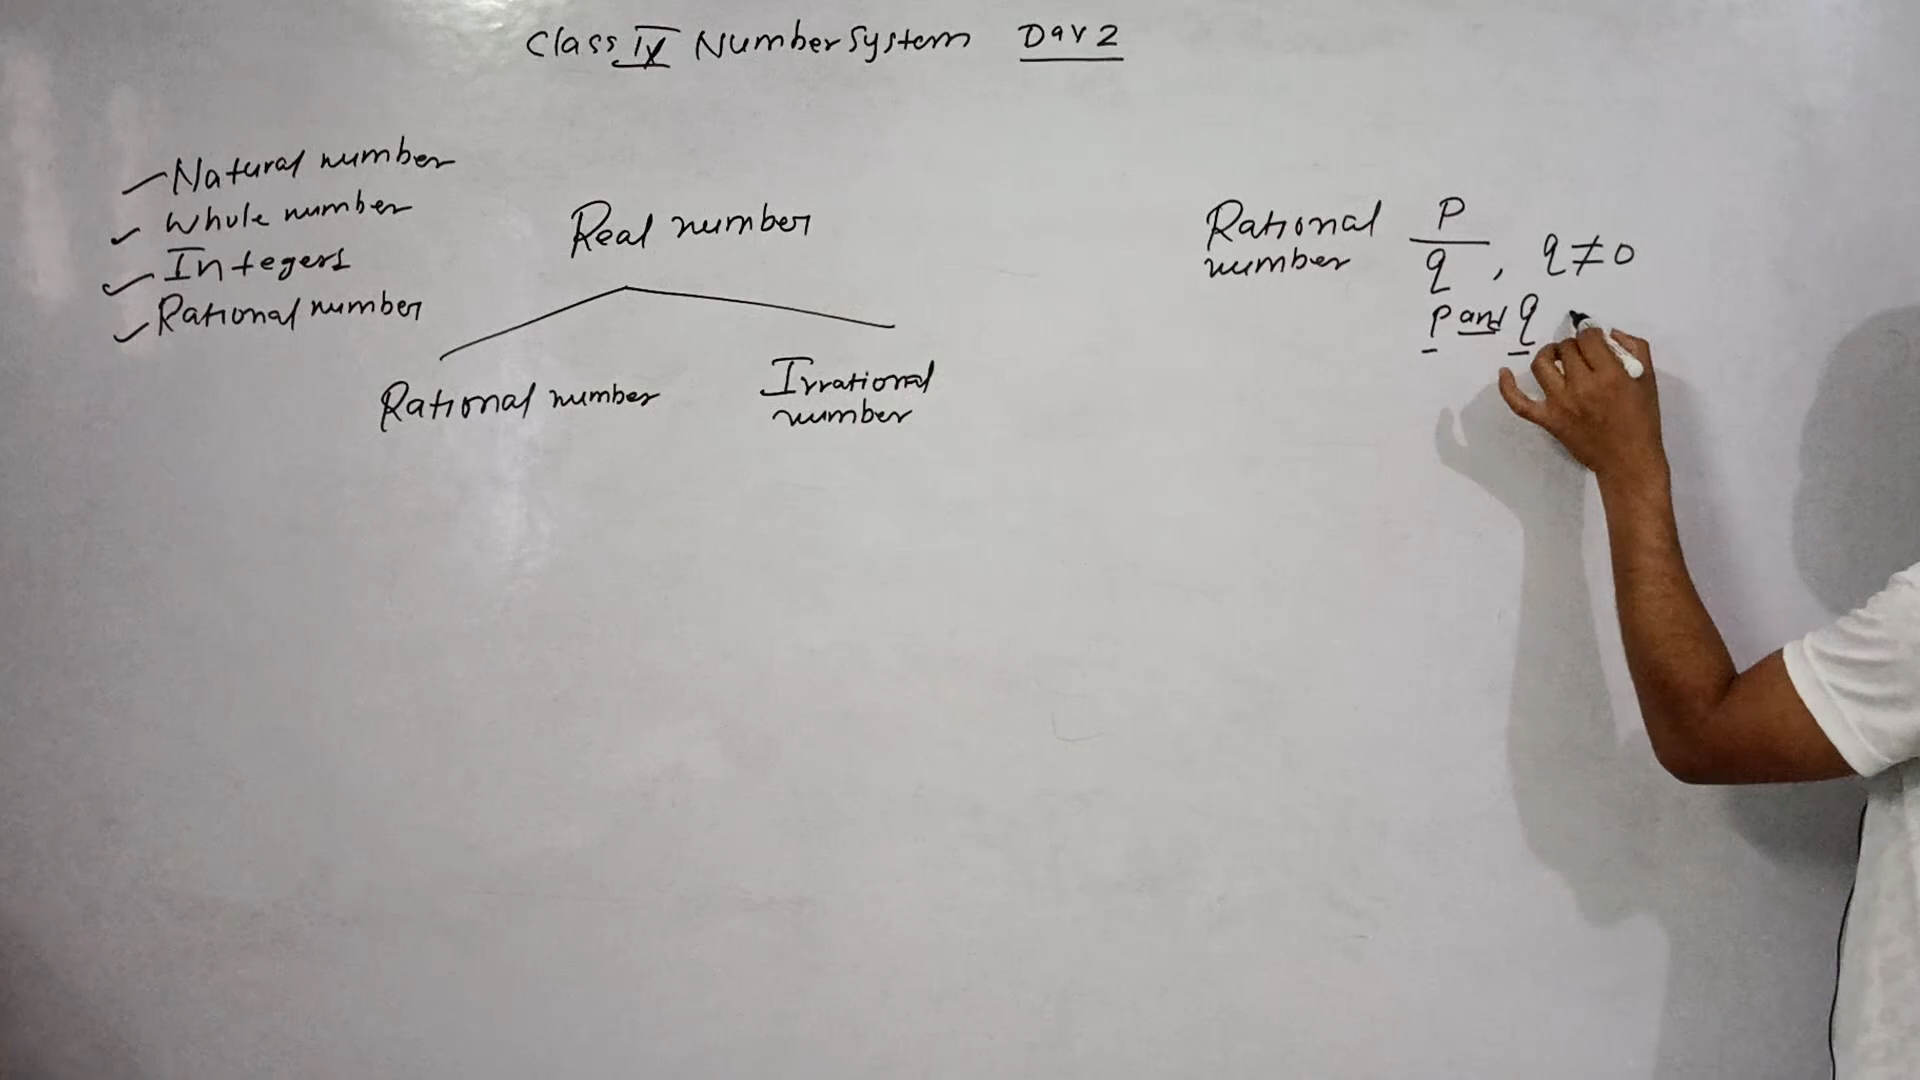 Class IX Number System Day 2
Natural number
Whole number
Integers
Rational number
Real number
Rational number
Irrational
number
Rational
number
P
q , q ≠ 0
P and q